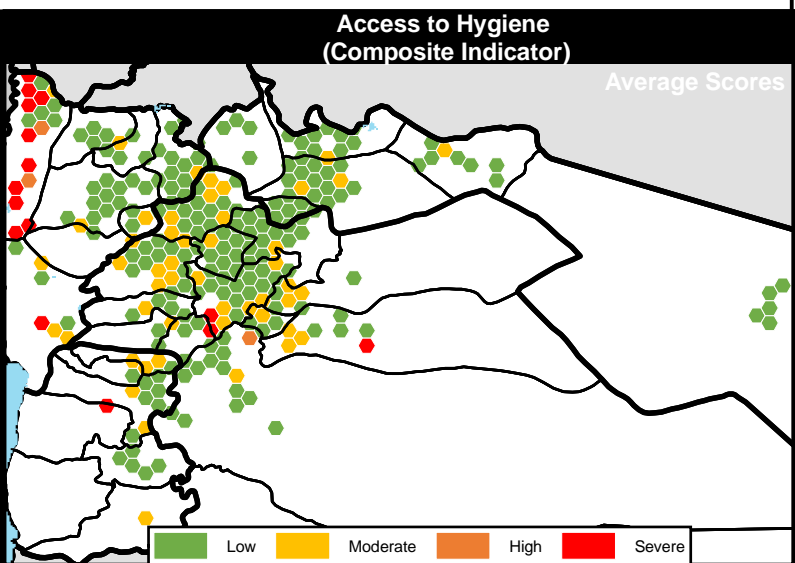 Access to Hygiene
(Composite Indicator)
Average Scores
Low
Moderate
High
Severe